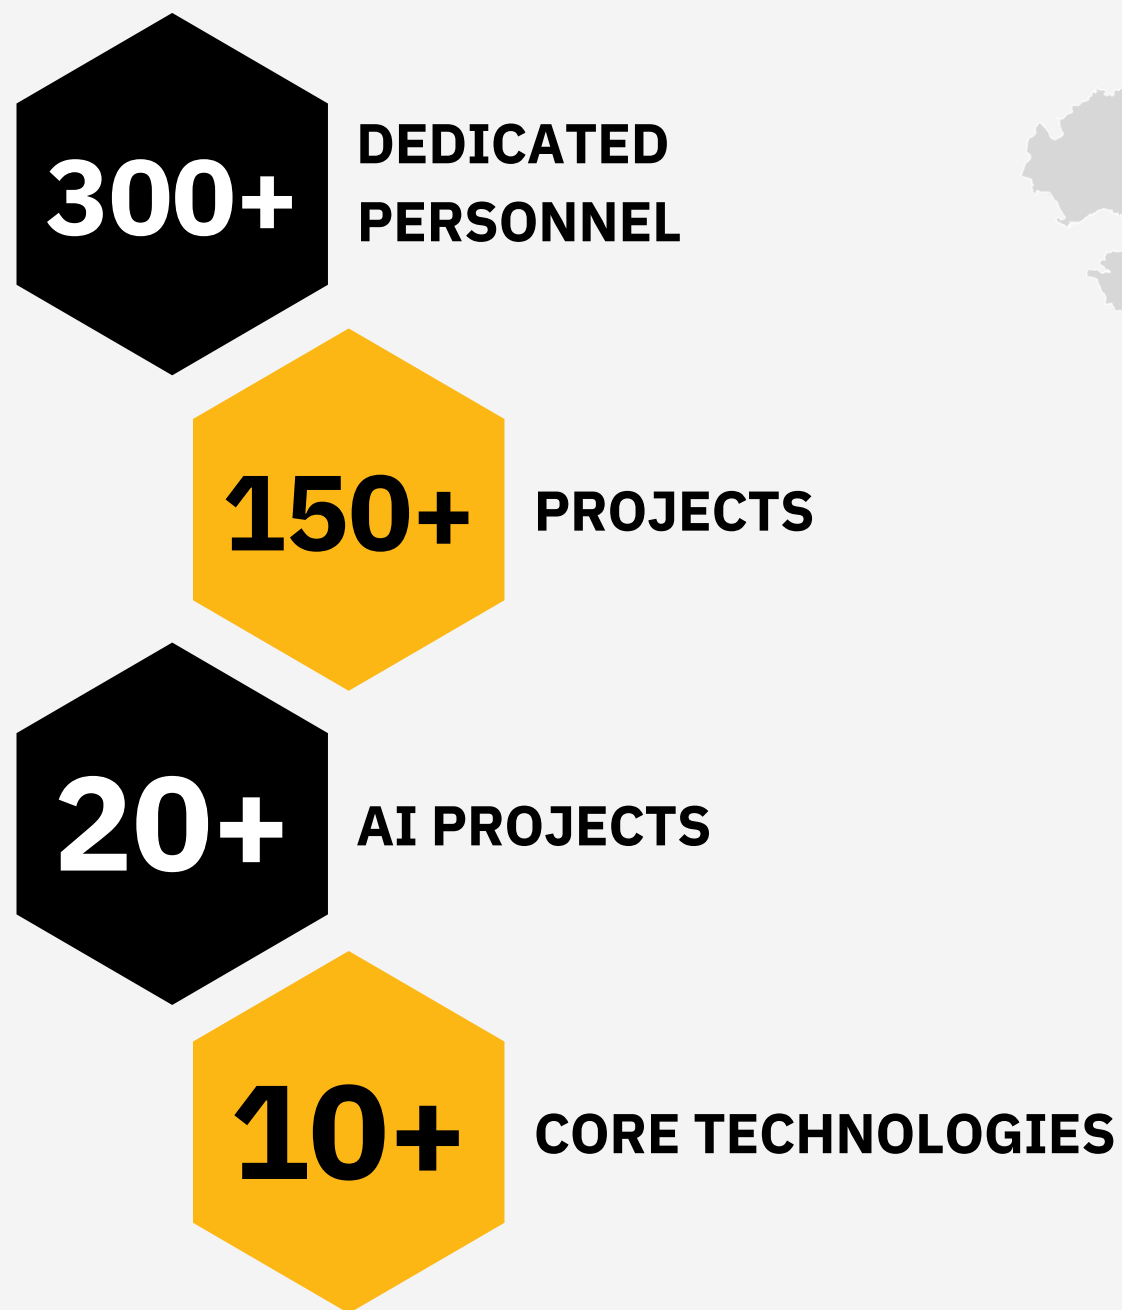 300+
DEDICATED
PERSONNEL
150+
PROJECTS
20+
AI PROJECTS
10+
CORE TECHNOLOGIES